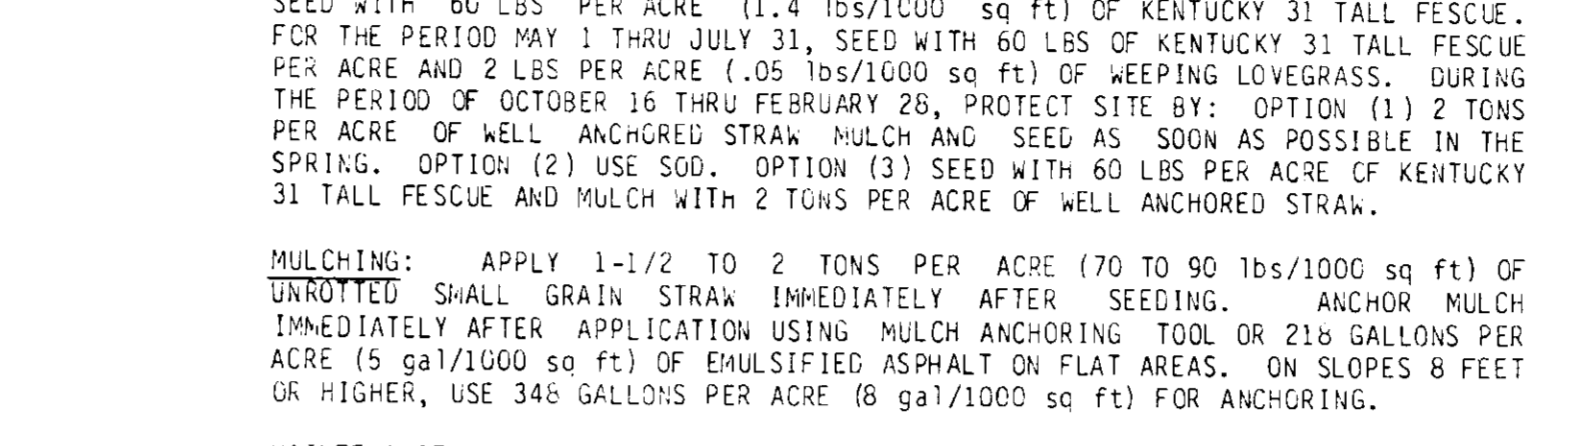 SEED WITH 60 LBS PER ACRE (1.4 lbs/1000 sq ft) OF KENTUCKY 31 TALL FESCUE.
FOR THE PERIOD MAY 1 THRU JULY 31, SEED WITH 60 LBS OF KENTUCKY 31 TALL FESCUE
PER ACRE AND 2 LBS PER ACRE (.05 lbs/1000 sq ft) OF WEEPING LOVEGRASS. DURING
THE PERIOD OF OCTOBER 16 THRU FEBRUARY 28, PROTECT SITE BY: OPTION (1) 2 TONS
PER ACRE OF WELL ANCHORED STRAW MULCH AND SEED AS SOON AS POSSIBLE IN THE
SPRING. OPTION (2) USE SOD. OPTION (3) SEED WITH 60 LBS PER ACRE OF KENTUCKY
31 TALL FESCUE AND MULCH WITH 2 TONS PER ACRE OF WELL ANCHORED STRAW.
MULCHING: APPLY 1-1/2 TO 2 TONS PER ACRE (70 TO 90 lbs/1000 sq ft) OF
UNROTTED SMALL GRAIN STRAW IMMEDIATELY AFTER SEEDING. ANCHOR MULCH
IMMEDIATELY AFTER APPLICATION USING MULCH ANCHORING TOOL OR 218 GALLONS PER
ACRE (5 gal/1000 sq ft) OF EMULSIFIED ASPHALT ON FLAT AREAS. ON SLOPES 8 FEET
OR HIGHER, USE 348 GALLONS PER ACRE (8 gal/1000 sq ft) FOR ANCHORING.